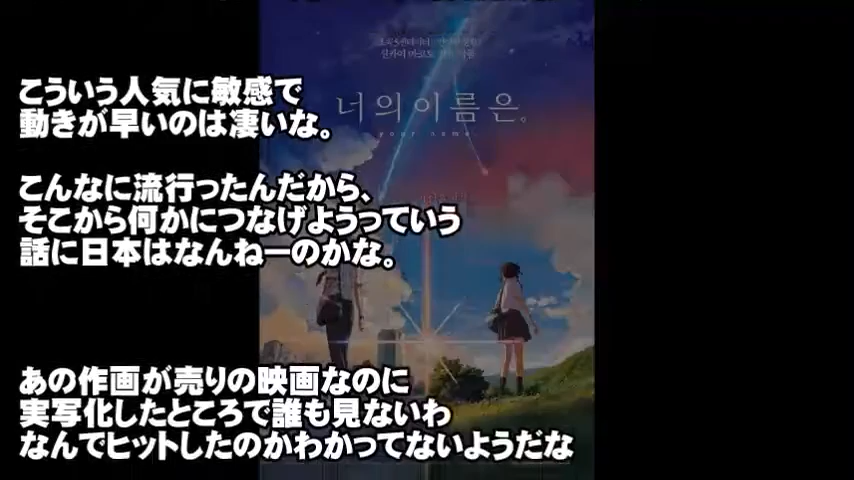 こういう人気に敏感で
動きが早いのは凄いな。
너의 이름은。
your name.
こんなに流行ったんだから、
そこから何かにつなげようっていう
話に日本はなんねーのかな。
あの作画が売りの映画なのに
実写化したところで誰も見ないわ
なんでヒットしたのかわかってないようだな